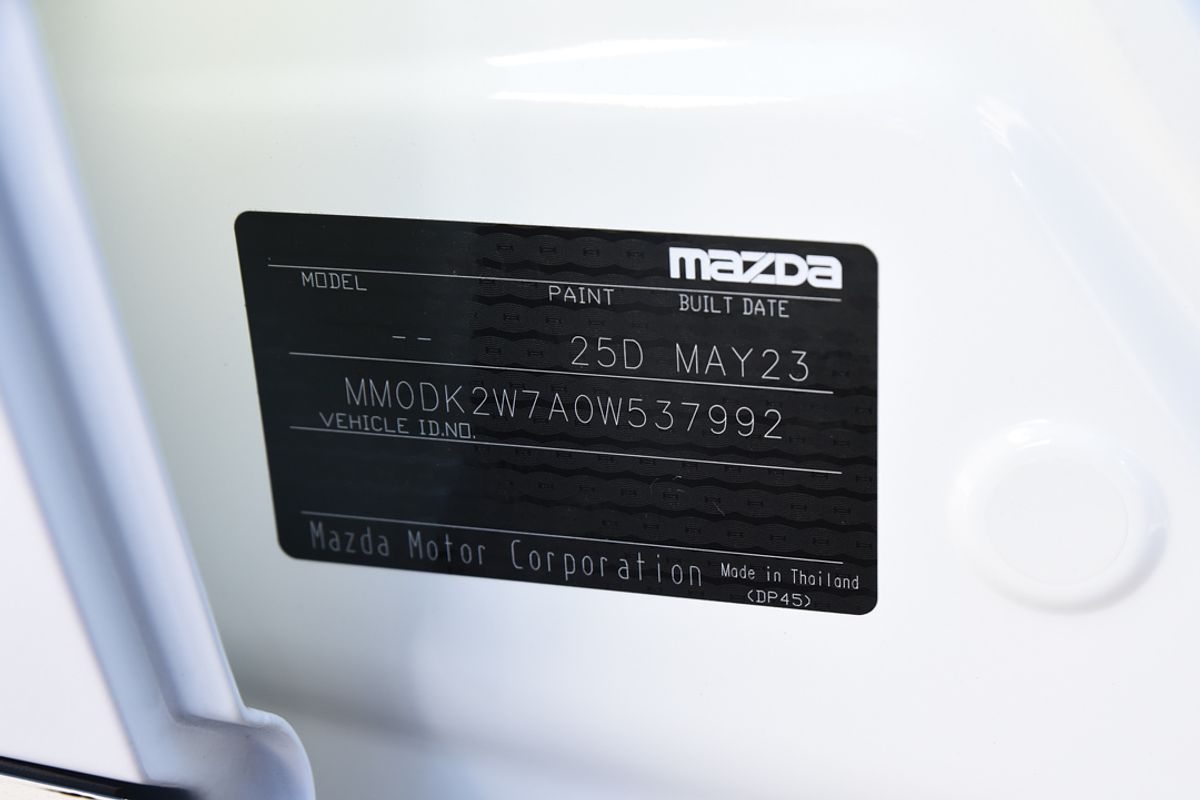 mazda
MODEL PAINT BUILT DATE
-- 25D MAY23
MM0DK2W7A0W537992
VEHICLE ID.NO.
Mazda Motor Corporation Made in Thailand
(DP45)